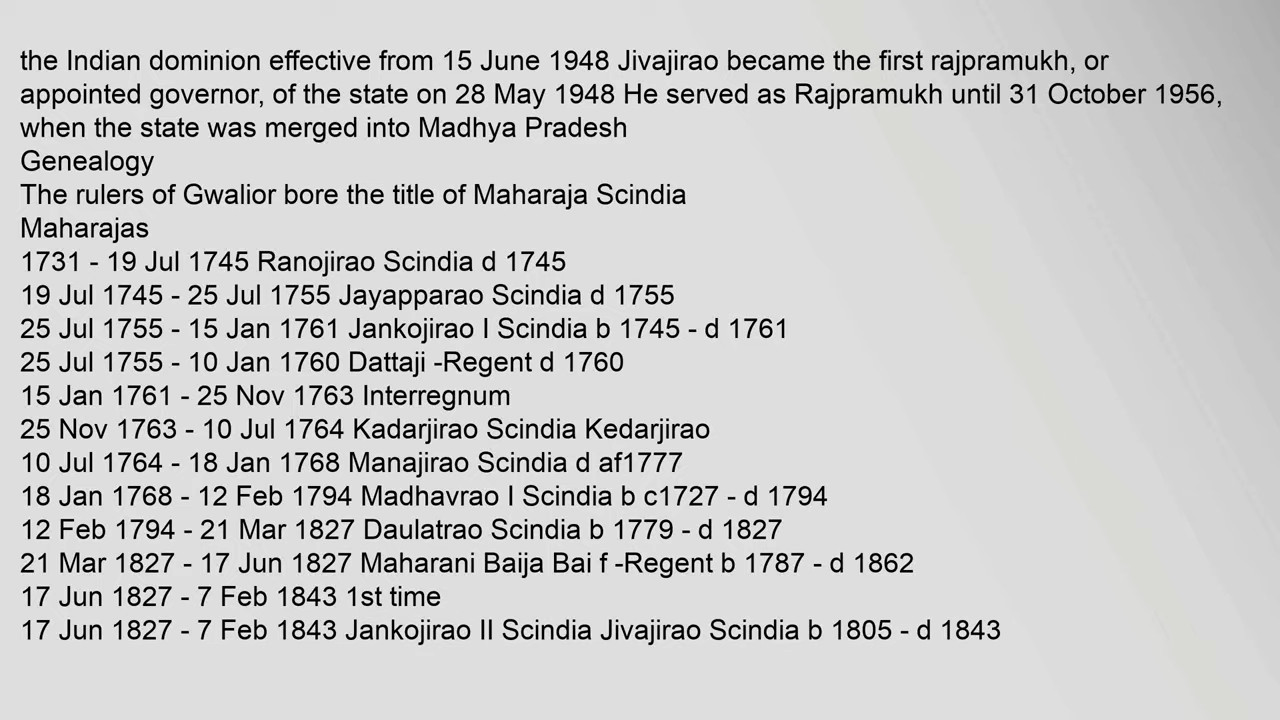 the Indian dominion effective from 15 June 1948 Jivajirao became the first rajpramukh, or
appointed governor, of the state on 28 May 1948 He served as Rajpramukh until 31 October 1956,
when the state was merged into Madhya Pradesh
Genealogy
The rulers of Gwalior bore the title of Maharaja Scindia
Maharajas
1731 - 19 Jul 1745 Ranojirao Scindia d 1745
19 Jul 1745 - 25 Jul 1755 Jayapparao Scindia d 1755
25 Jul 1755 - 15 Jan 1761 Jankojirao I Scindia b 1745 - d 1761
25 Jul 1755 - 10 Jan 1760 Dattaji -Regent d 1760
15 Jan 1761 - 25 Nov 1763 Interregnum
25 Nov 1763 - 10 Jul 1764 Kadarjirao Scindia Kedarjirao
10 Jul 1764 - 18 Jan 1768 Manajirao Scindia d af1777
18 Jan 1768 - 12 Feb 1794 Madhavrao I Scindia b c1727 - d 1794
12 Feb 1794 - 21 Mar 1827 Daulatrao Scindia b 1779 - d 1827
21 Mar 1827 - 17 Jun 1827 Maharani Baija Bai f -Regent b 1787 - d 1862
17 Jun 1827 - 7 Feb 1843 1st time
17 Jun 1827 - 7 Feb 1843 Jankojirao II Scindia Jivajirao Scindia b 1805 - d 1843